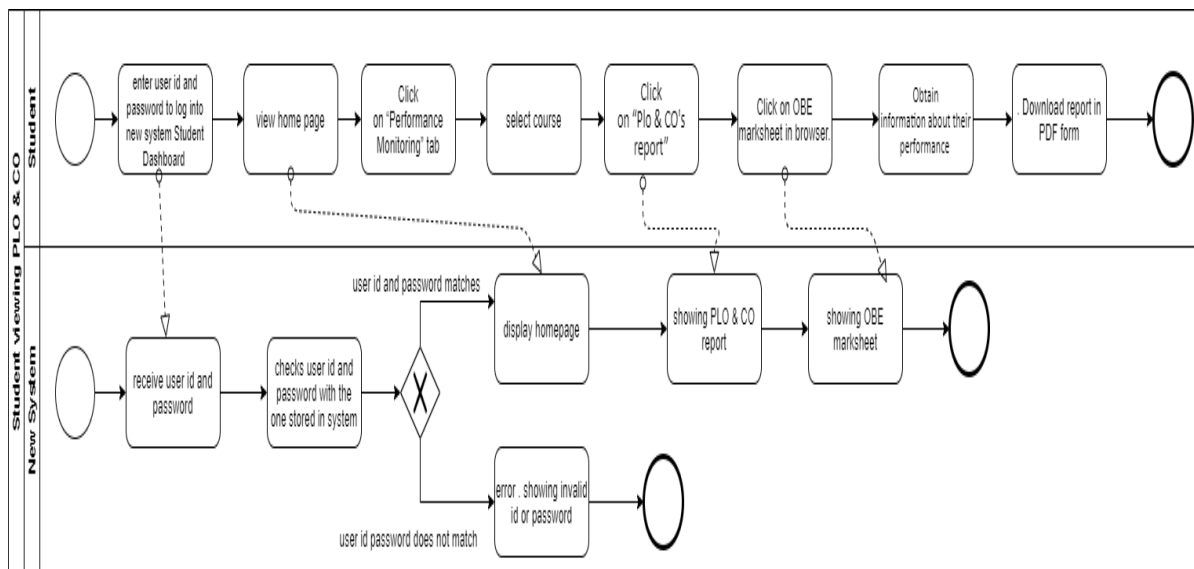 Student viewing PLO & CO
Student
enter user id and
password to log into
new system Student
Dashboard
view home page
Click
on “Performance
Monitoring” tab
select course
Click
on “Plo & CO's
report”
Click on OBE
marksheet in browser.
Obtain
information about their
performance
. Download report in
PDF form
New System
receive user id and
password
checks user id and
password with the
one stored in system
user id and password matches
display homepage
showing PLO & CO
report
showing OBE
marksheet
user id password does not match
error . showing invalid
id or password